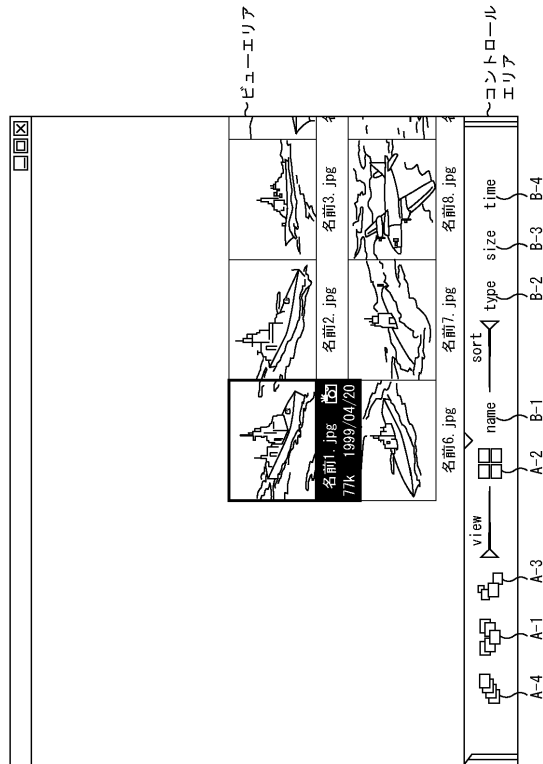 ビューエリア
コントロール
エリア
名前1. jpg
77k 1999/04/20
名前2. jpg
名前3. jpg
名
名前6. jpg
名前7. jpg
名前8. jpg
名
view
name
sort
type
size
time
A-4
A-1
A-3
A-2
B-1
B-2
B-3
B-4